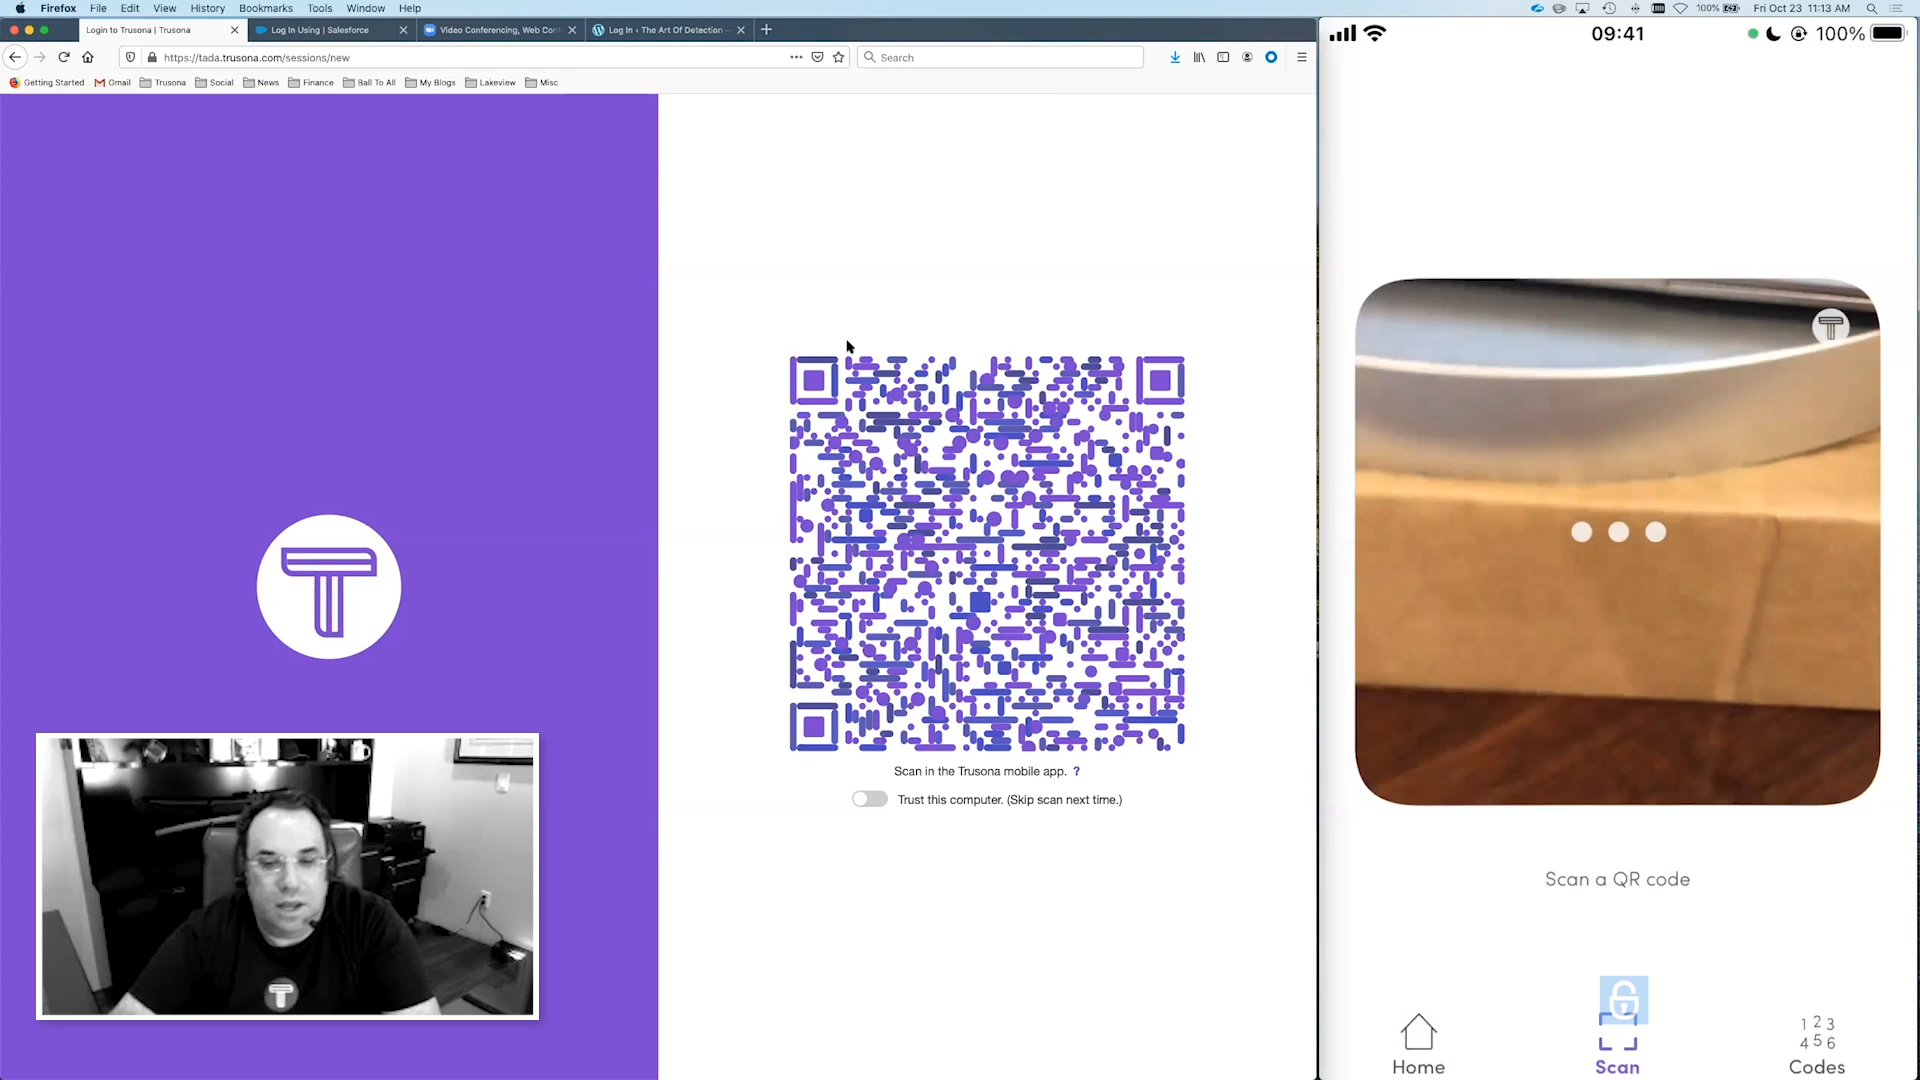 Firefox File Edit View History Bookmarks Tools Window Help
100% Fri Oct 23 11:13 AM
Login to Trusona | Trusona
Log In Using | Salesforce
Video Conferencing, Web Con
Log In ‹ The Art Of Detection —
https://tada.trusona.com/sessions/new
Search
Getting Started Gmail Trusona Social News Finance Ball To All My Blogs Lakeview Misc
Scan in the Trusona mobile app. ?
Trust this computer. (Skip scan next time.)
09:41
100%
Scan a QR code
1 2 3
4 5 6
Home Scan Codes